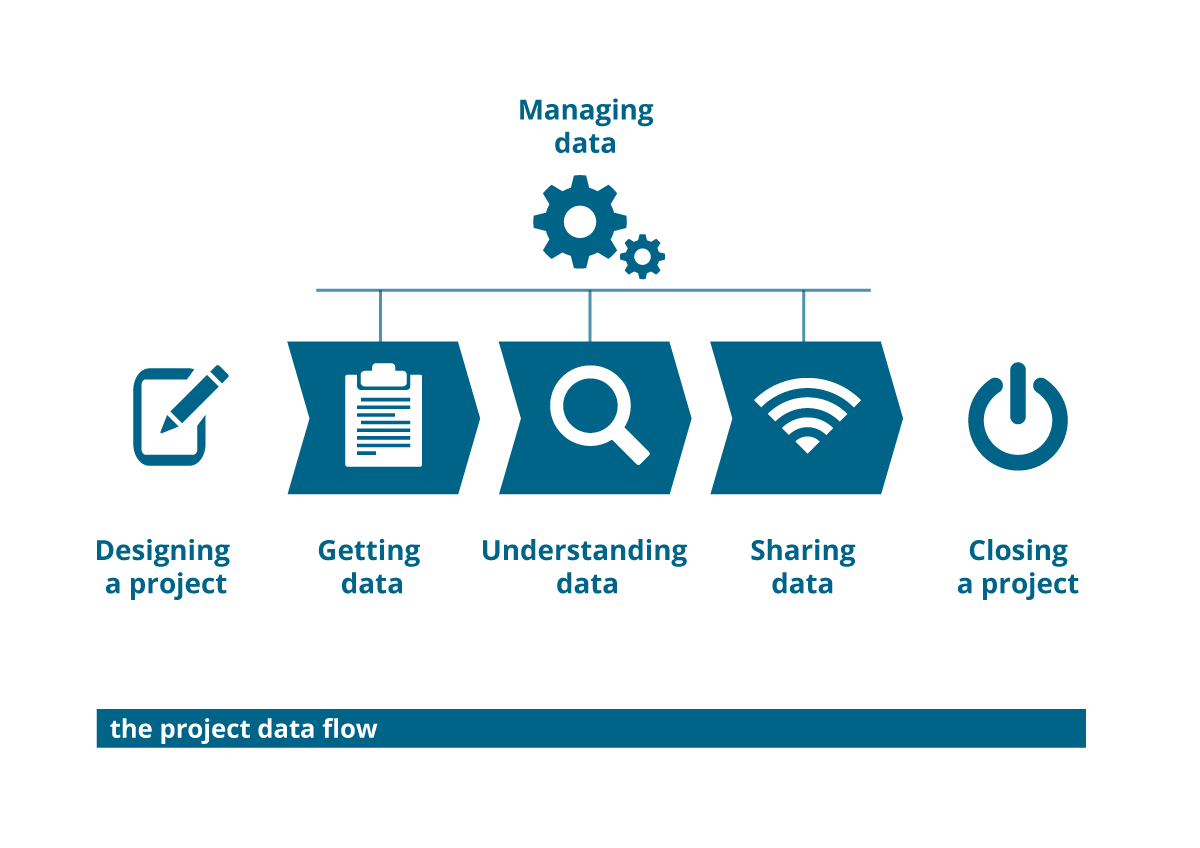 Managing
data
Designing
a project
Getting
data
Understanding
data
Sharing
data
Closing
a project
the project data flow